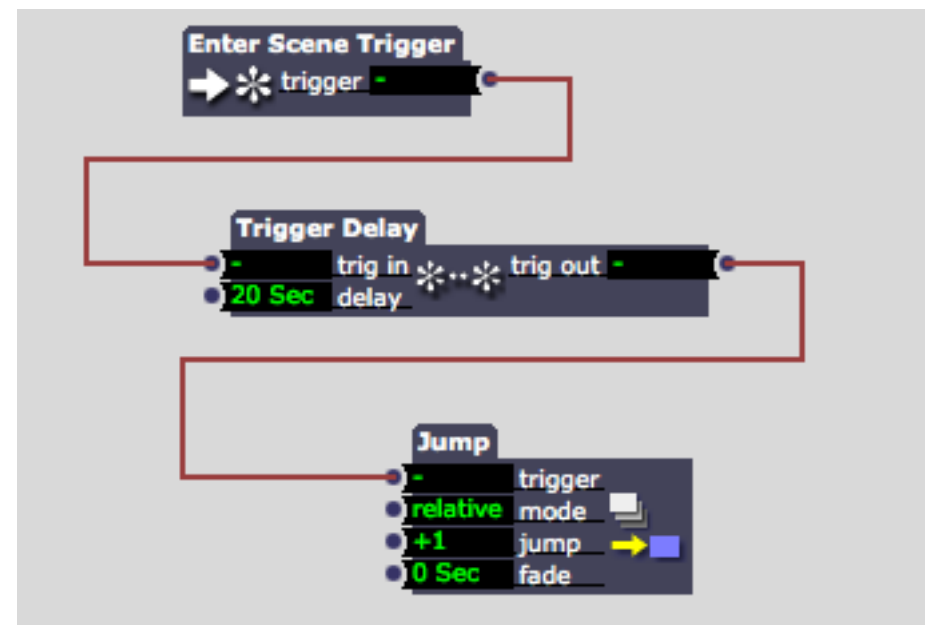 Enter Scene Trigger
trigger -
Trigger Delay
- trig in trig out -
20 Sec delay
Jump
- trigger
relative mode
+1 jump
0 Sec fade